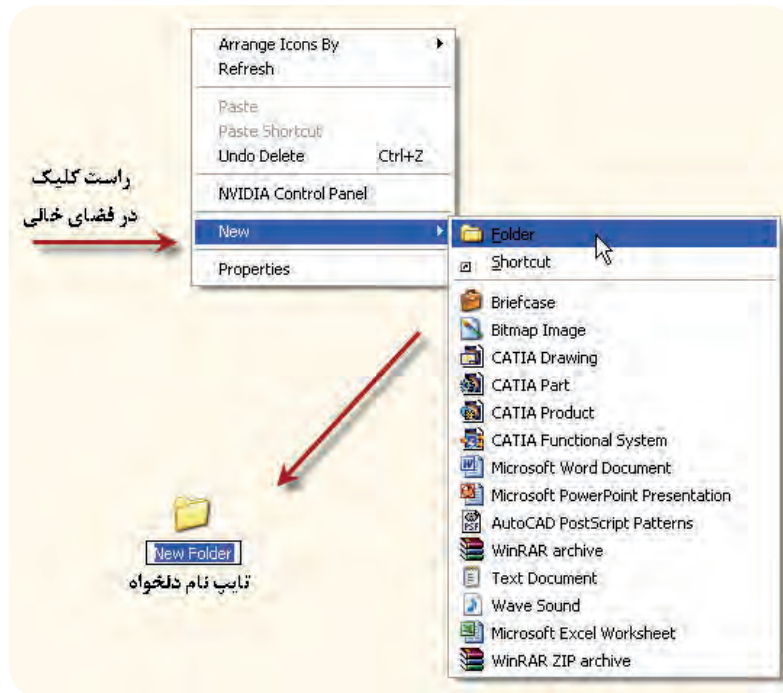 Arrange Icons By
Refresh
Paste
Paste Shortcut
Undo Delete Ctrl+Z
NVIDIA Control Panel
New
Properties
راست کلیک
در فضای خالی
Folder
Shortcut
Briefcase
Bitmap Image
CATIA Drawing
CATIA Part
CATIA Product
CATIA Functional System
Microsoft Word Document
Microsoft PowerPoint Presentation
AutoCAD PostScript Patterns
WinRAR archive
Text Document
Wave Sound
Microsoft Excel Worksheet
WinRAR ZIP archive
New Folder
تایپ نام دلخواه